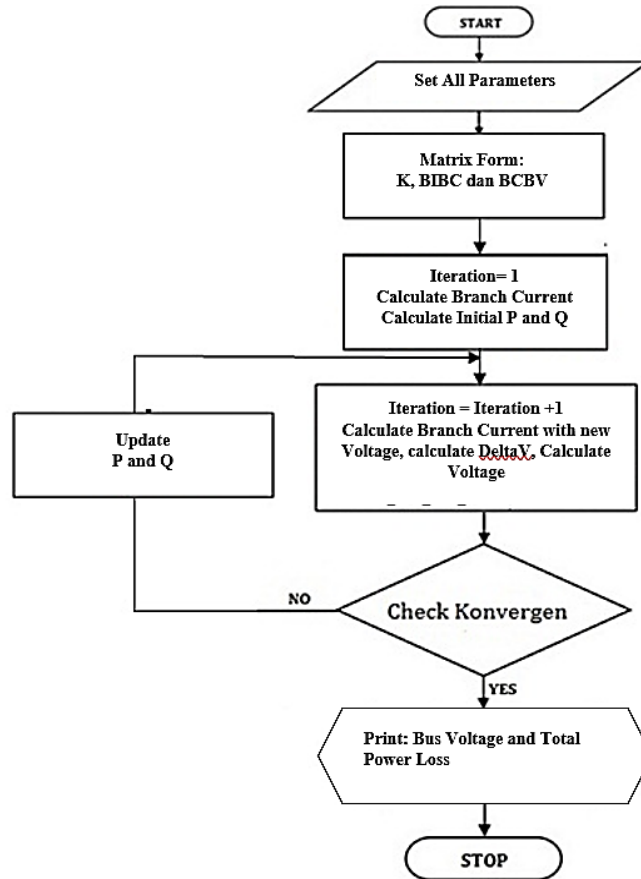 START
Set All Parameters
Matrix Form:
K, BIBC dan BCBV
Iteration= 1
Calculate Branch Current
Calculate Initial P and Q
Iteration = Iteration +1
Calculate Branch Current with new
Voltage, calculate DeltaV, Calculate
Voltage
Update
P and Q
NO
Check Konvergen
YES
Print: Bus Voltage and Total
Power Loss
STOP